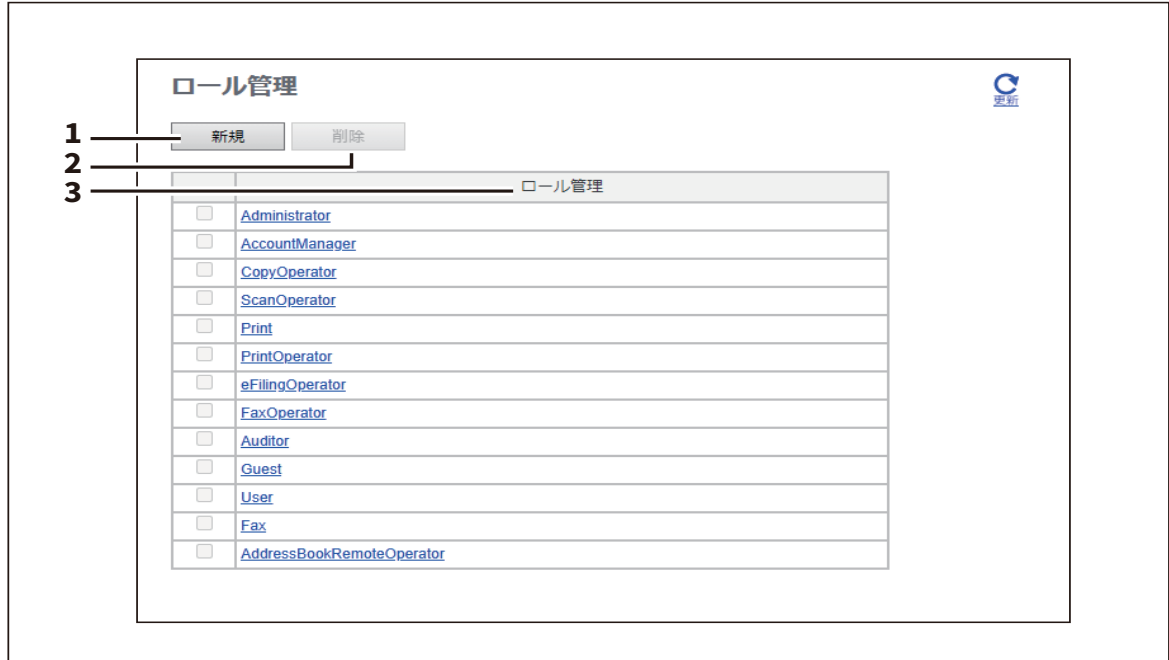 ロール管理
更新
1
新規
削除
2
3
ロール管理
Administrator
AccountManager
CopyOperator
ScanOperator
Print
PrintOperator
eFilingOperator
FaxOperator
Auditor
Guest
User
Fax
AddressBookRemoteOperator